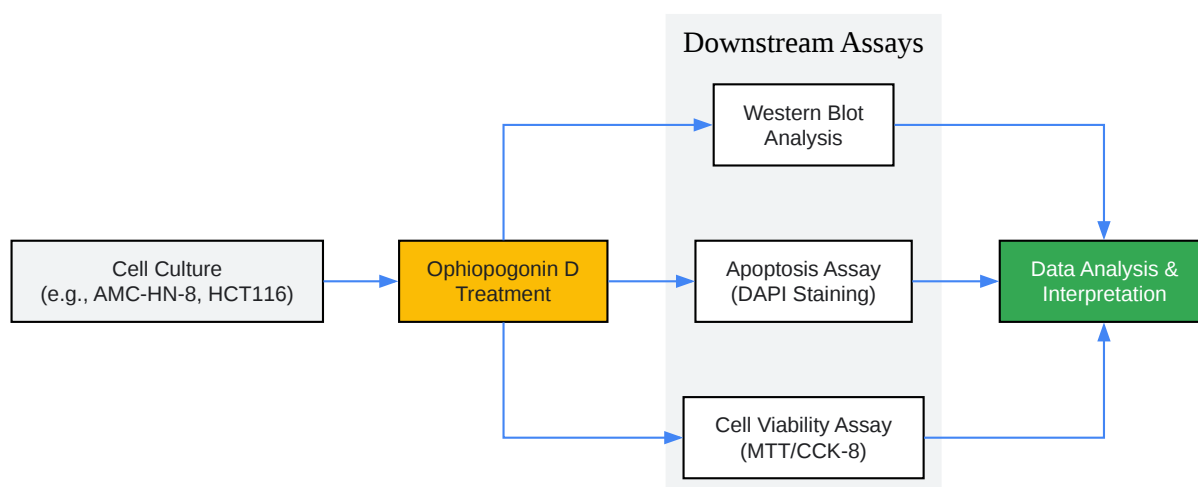 Downstream Assays
Western Blot
Analysis
Cell Culture
(e.g., AMC-HN-8, HCT116)
Ophiopogonin D
Treatment
Apoptosis Assay
(DAPI Staining)
Data Analysis &
Interpretation
Cell Viability Assay
(MTT/CCK-8)